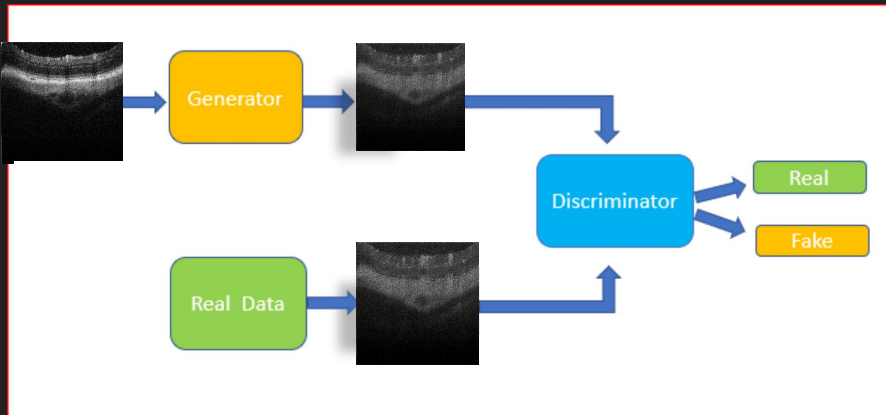 Generator
Discriminator
Real
Fake
Real Data